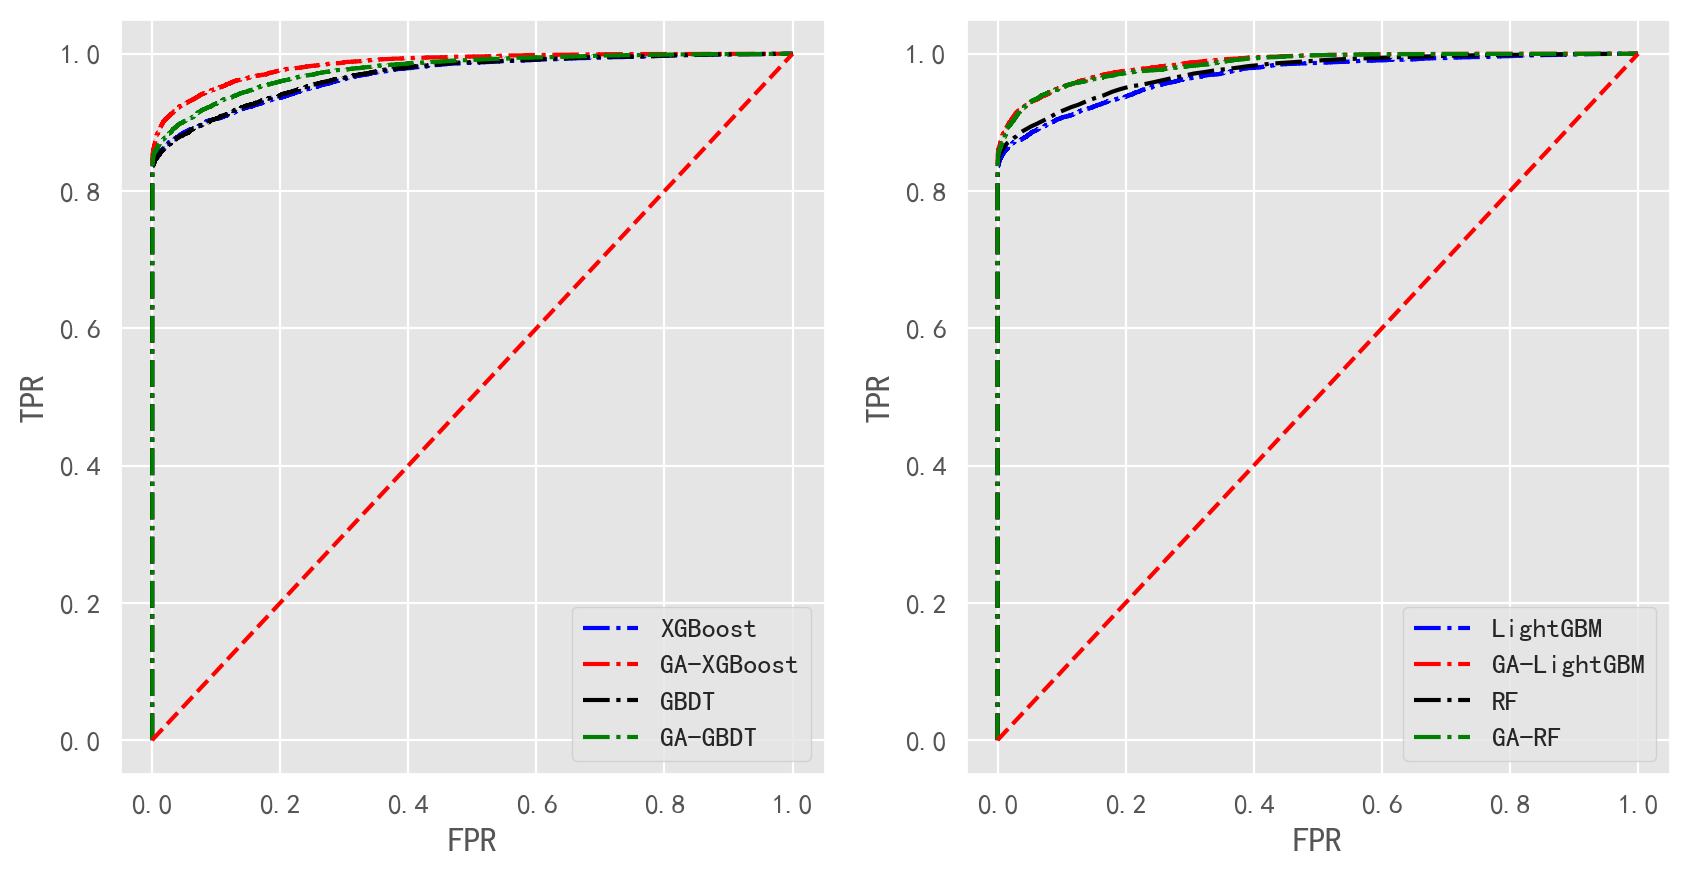 1.0
0.8
0.6
0.4
0.2
0.0
TPR
0.0 0.2 0.4 0.6 0.8 1.0
FPR
XGBoost
GA-XGBoost
GBDT
GA-GBDT
1.0
0.8
0.6
0.4
0.2
0.0
TPR
0.0 0.2 0.4 0.6 0.8 1.0
FPR
LightGBM
GA-LightGBM
RF
GA-RF